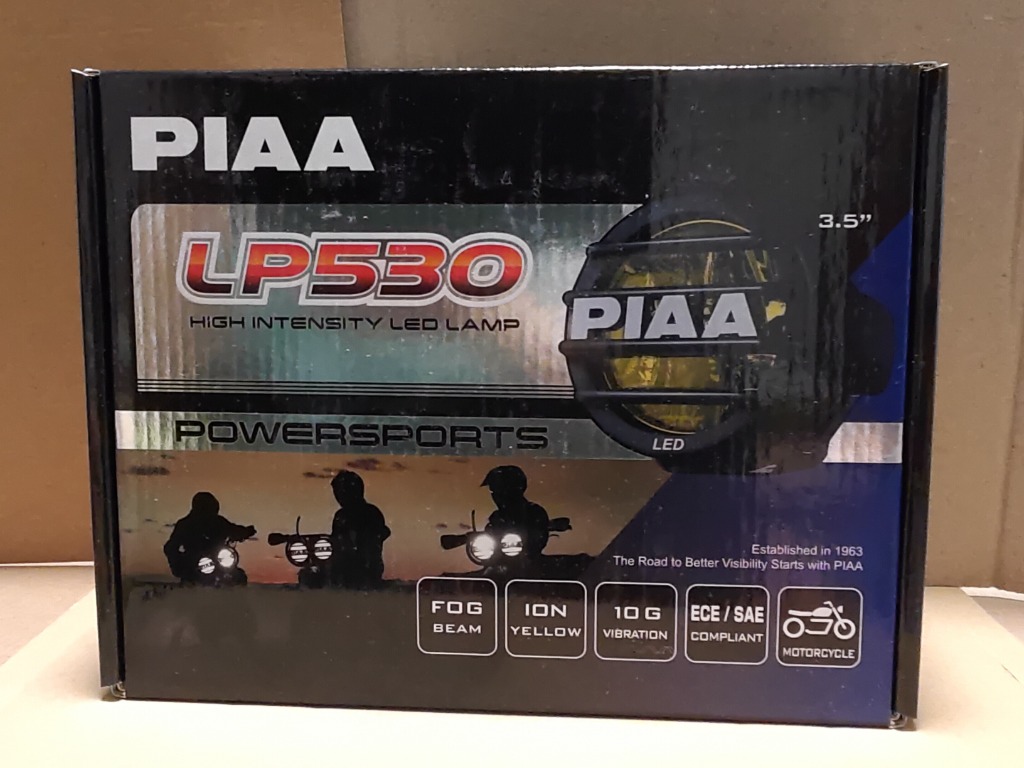 PIAA
3.5”
LP530
HIGH INTENSITY LED LAMP
PIAA
LED
POWERSPORTS
Established in 1963
The Road to Better Visibility Starts with PIAA
FOG
BEAM
ION
YELLOW
10 G
VIBRATION
ECE / SAE
COMPLIANT
MOTORCYCLE